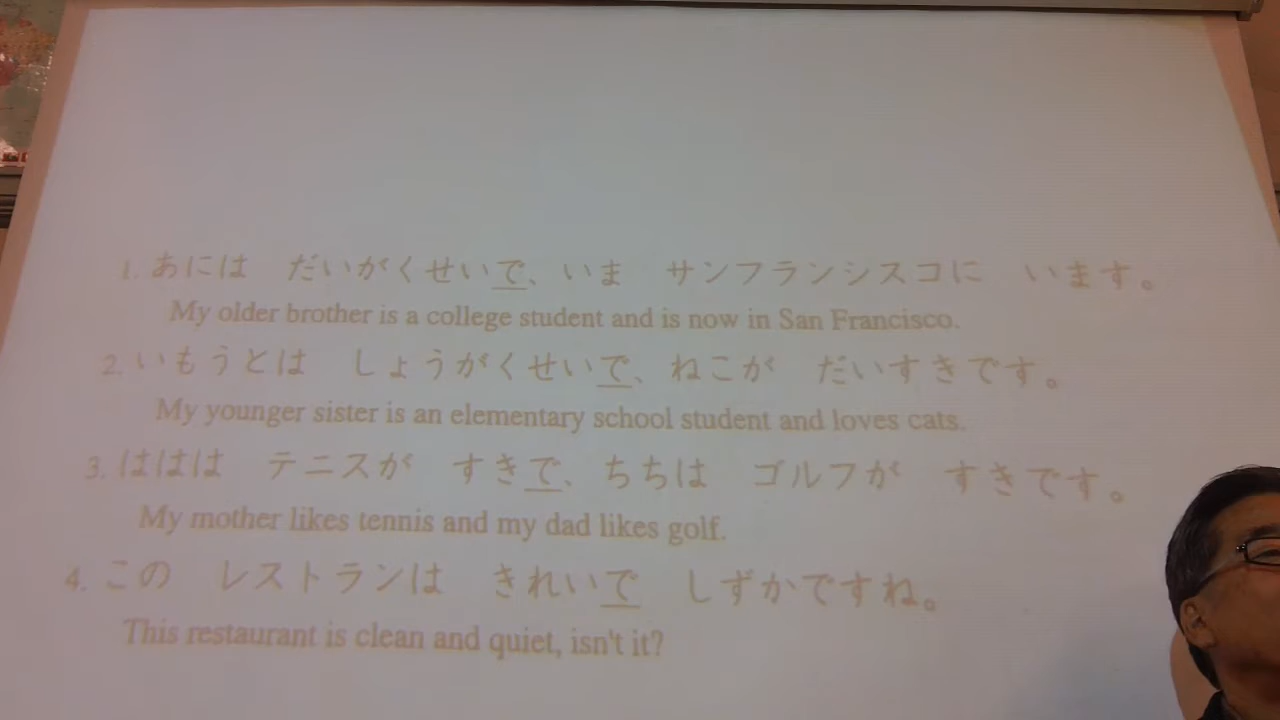 1. あには　だいがくせいで、いま　サンフランシスコに　います。
My older brother is a college student and is now in San Francisco.
2. いもうとは　しょうがくせいで、ねこが　だいすきです。
My younger sister is an elementary school student and loves cats.
3. ははは　テニスが　すきで、ちちは　ゴルフが　すきです。
My mother likes tennis and my dad likes golf.
4. この　レストランは　きれいで　しずかですね。
This restaurant is clean and quiet, isn't it?